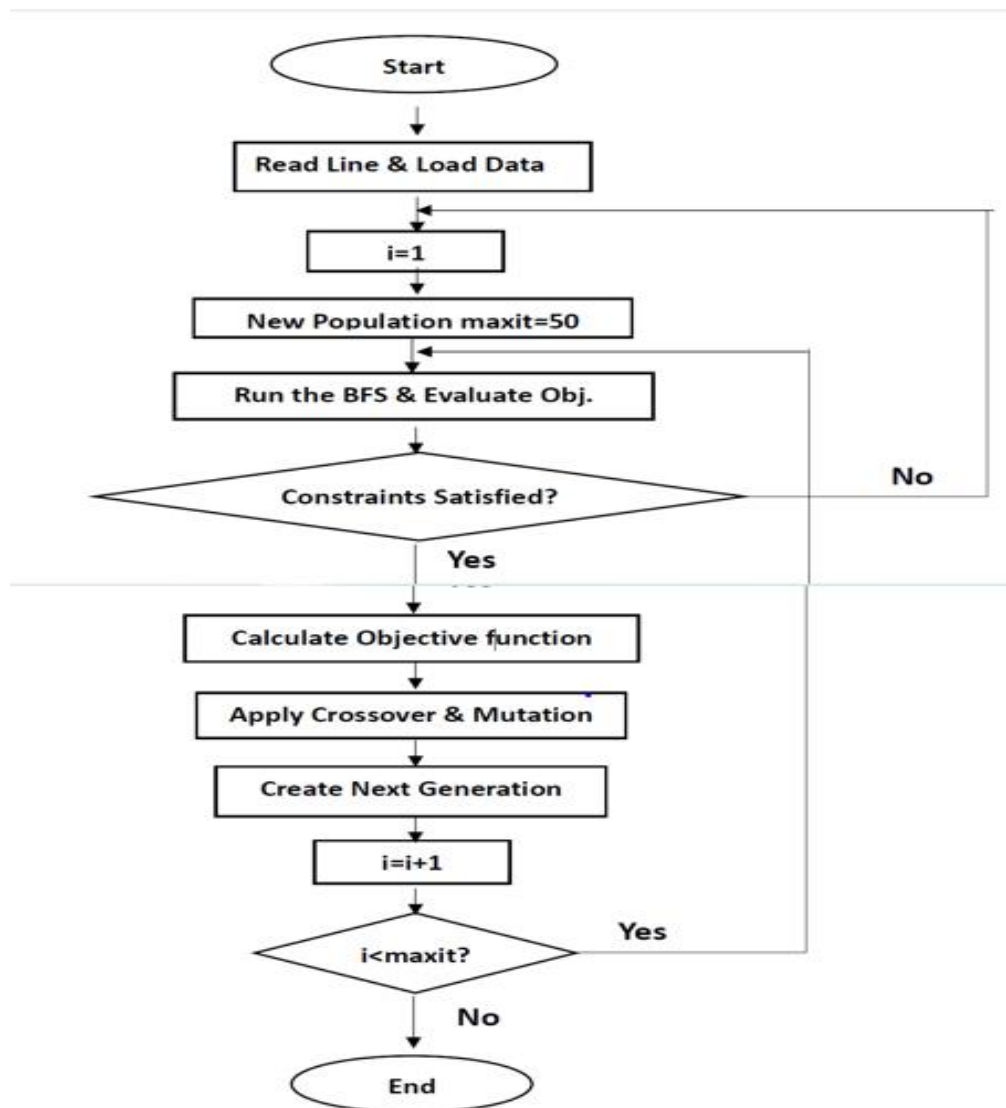 Start
Read Line & Load Data
i=1
New Population maxit=50
Run the BFS & Evaluate Obj.
Constraints Satisfied?
No
Yes
Calculate Objective function
Apply Crossover & Mutation
Create Next Generation
i=i+1
i<maxit?
Yes
No
End